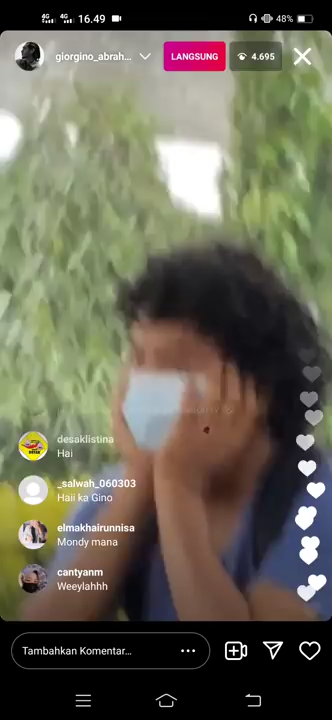 4G 4G 16.49 48%
giorgino_abrah... LANGSUNG 4.695
desaklistina
Hai
_salwah_060303
Haii ka Gino
elmakhairunnisa
Mondy mana
cantyanm
Weeylahhh
Tambahkan Komentar...